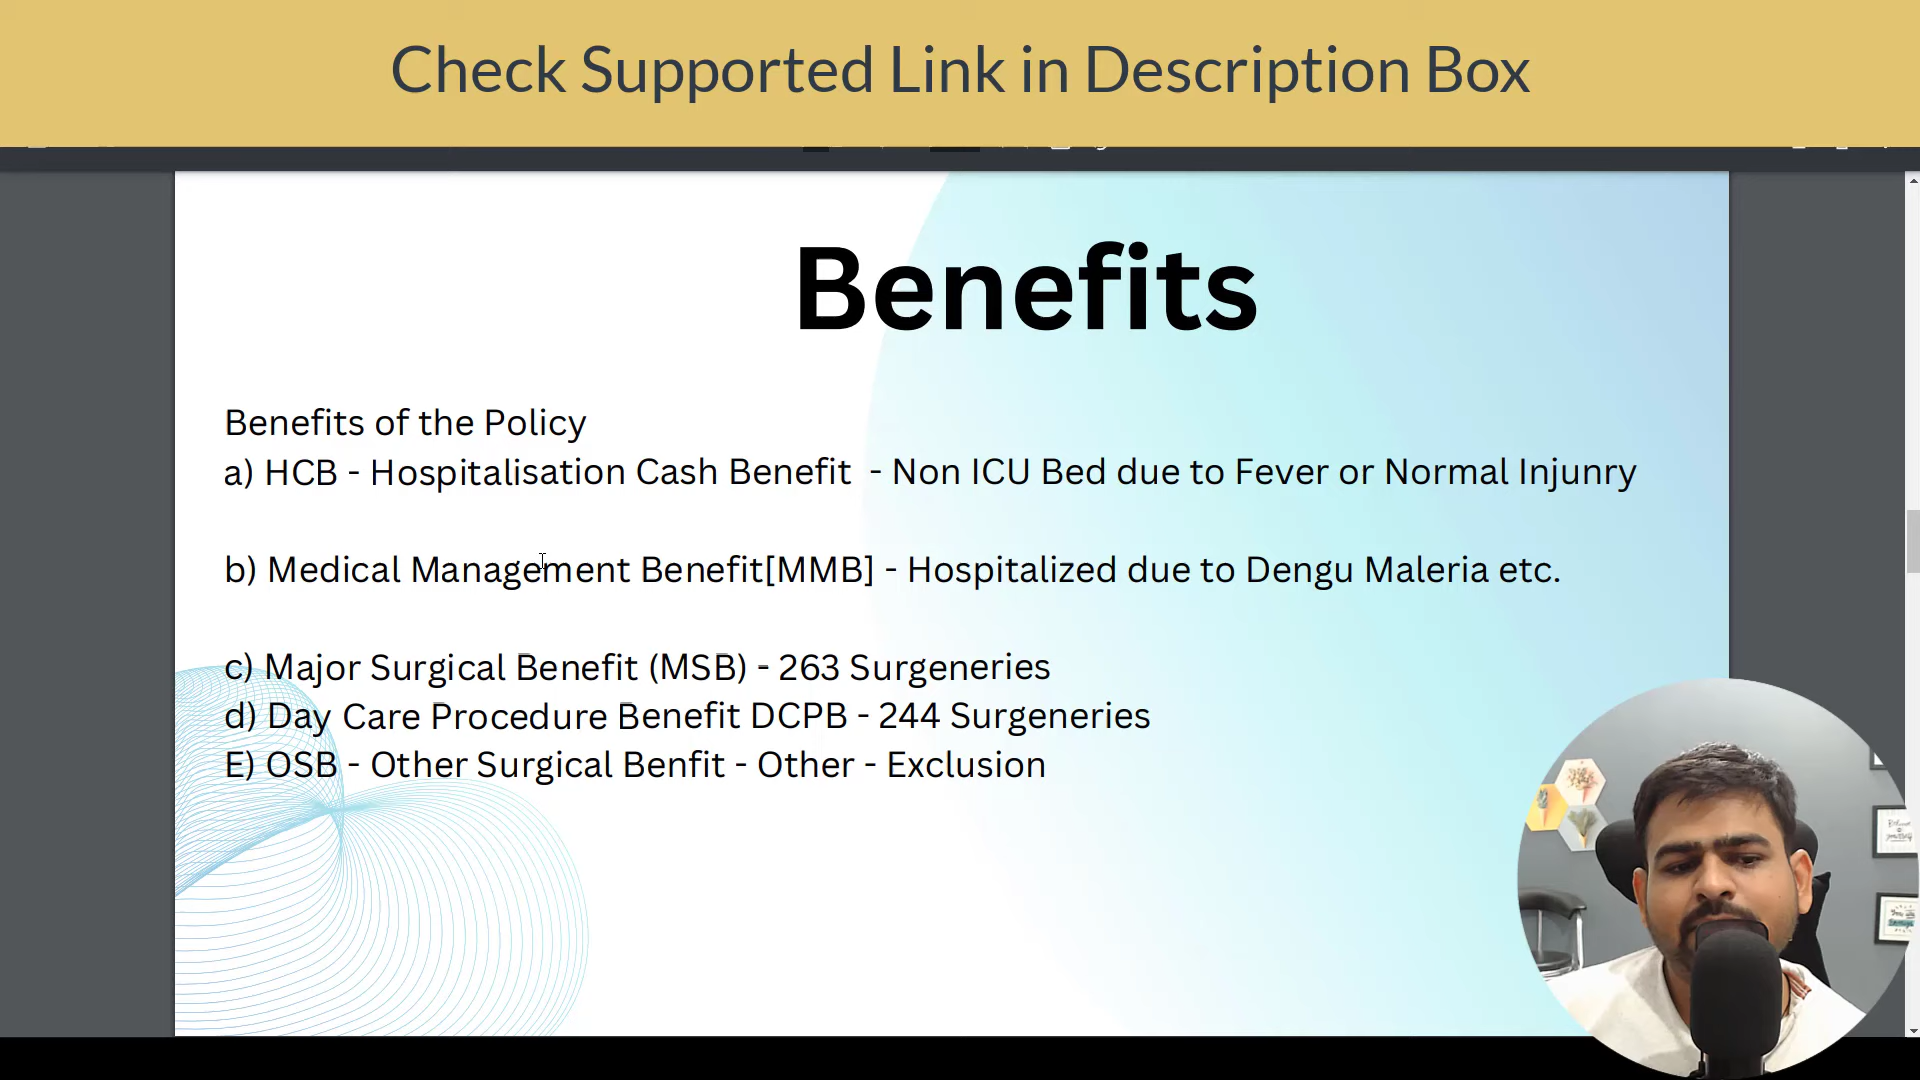 Check Supported Link in Description Box
Benefits
Benefits of the Policy
a) HCB - Hospitalisation Cash Benefit - Non ICU Bed due to Fever or Normal Injunry
b) Medical Management Benefit[MMB] - Hospitalized due to Dengu Maleria etc.
c) Major Surgical Benefit (MSB) - 263 Surgeneries
d) Day Care Procedure Benefit DCPB - 244 Surgeneries
E) OSB - Other Surgical Benfit - Other - Exclusion